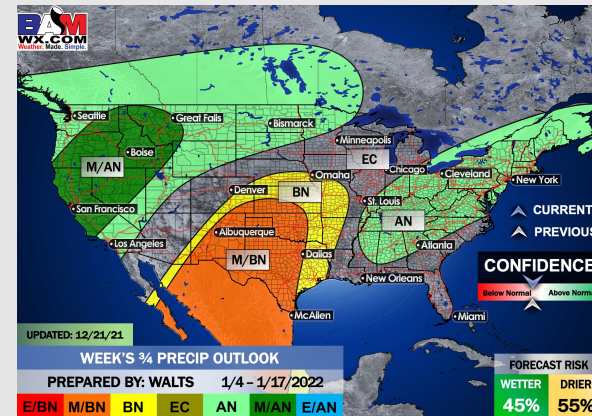 BAM
WX.COM
Weather. Made. Simple.
Seattle
Great Falls
Bismarck
Minneapolis
Boise
M/AN
EC
Chicago
Cleveland
New York
Omaha
Denver
BN
St. Louis
San Francisco
AN
CURRENT
Albuquerque
PREVIOUS
Los Angeles
Atlanta
M/BN
Dallas
CONFIDENCE
New Orleans
Below Normal
Above Norma
McAllen
Miami
UPDATED: 12/21/21
WEEK'S ¾ PRECIP OUTLOOK
FORECAST RISK
PREPARED BY: WALTS 1/4 – 1/17/2022
WETTER DRIER
45% 55%
E/BN M/BN BN EC AN M/AN E/AN